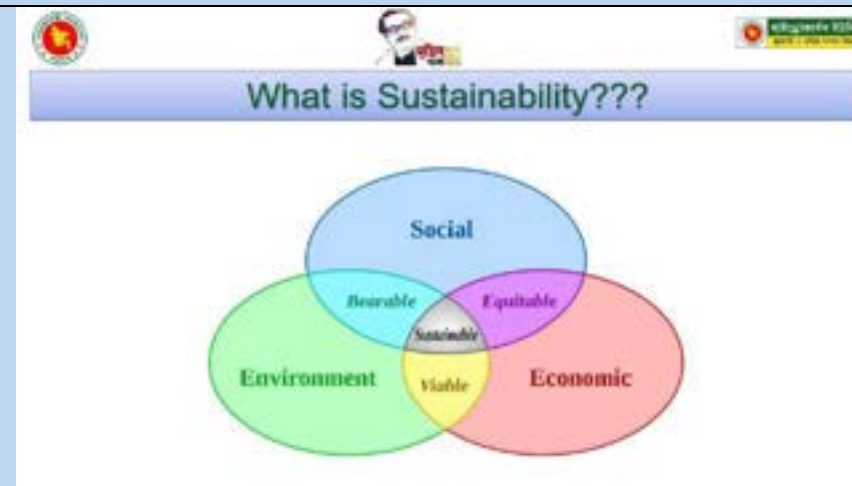 What is Sustainability???
Social
Bearable
Equitable
Sustainable
Environment
Viable
Economic